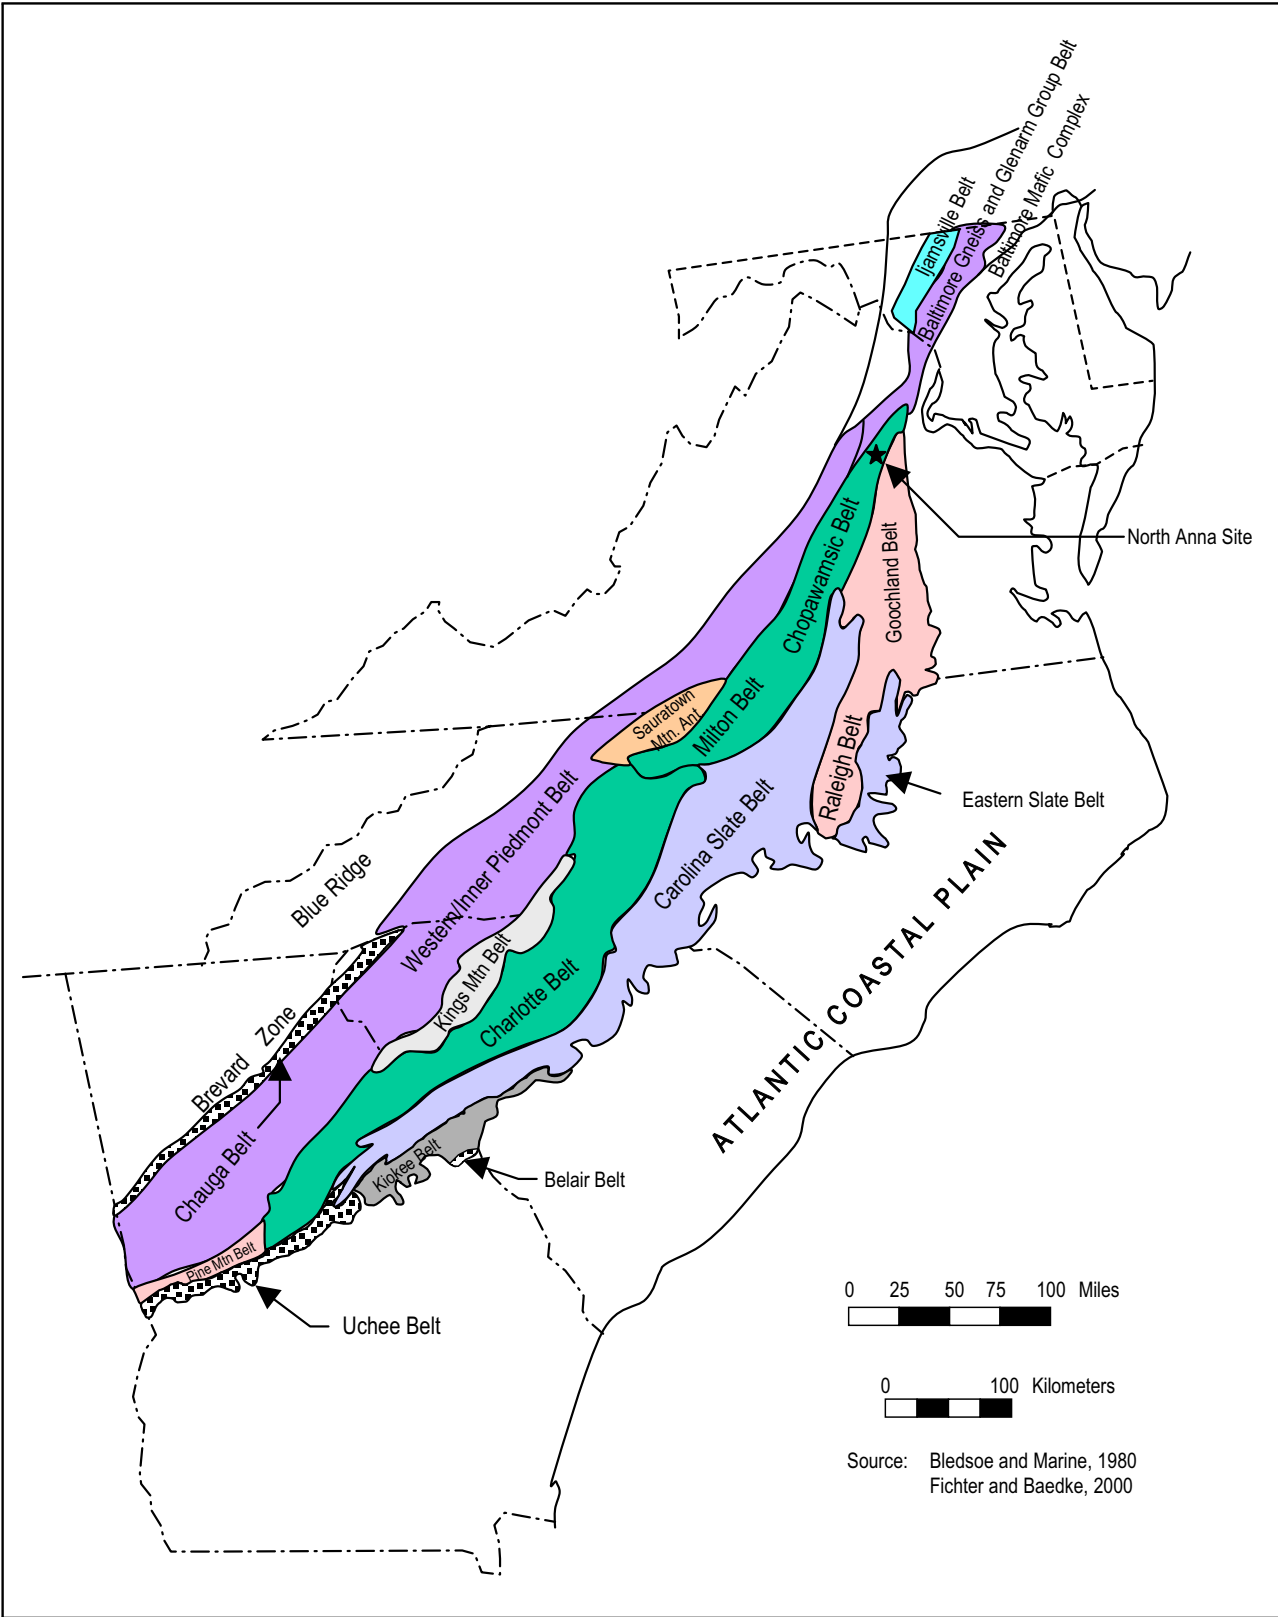 Baltimore Gneiss and Glenarm Group Belt
Baltimore Mafic Complex
Ijamsville Belt
North Anna Site
Chopawamsic Belt
Goochland Belt
Sauratown
Mtn. Ant.
Milton Belt
Raleigh Belt
Eastern Slate Belt
Western/Inner Piedmont Belt
Carolina Slate Belt
Blue Ridge
Kings Mtn Belt
Charlotte Belt
ATLANTIC COASTAL PLAIN
Brevard Zone
Chauga Belt
Kiokee Belt
Belair Belt
Pine Mtn Belt
Uchee Belt
0 25 50 75 100 Miles
0 100 Kilometers
Source: Bledsoe and Marine, 1980
Fichter and Baedke, 2000